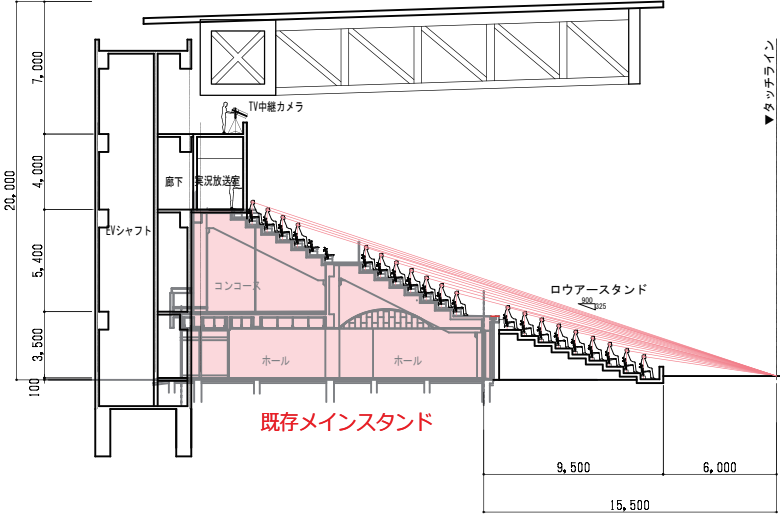 ▼タッチライン
7,000
TV中継カメラ
20,000
4,000
廊下
実況放送室
EVシャフト
5,400
コンコース
ロウアースタンド
900
325
3,500
ホール
ホール
100
既存メインスタンド
9,500
6,000
15,500